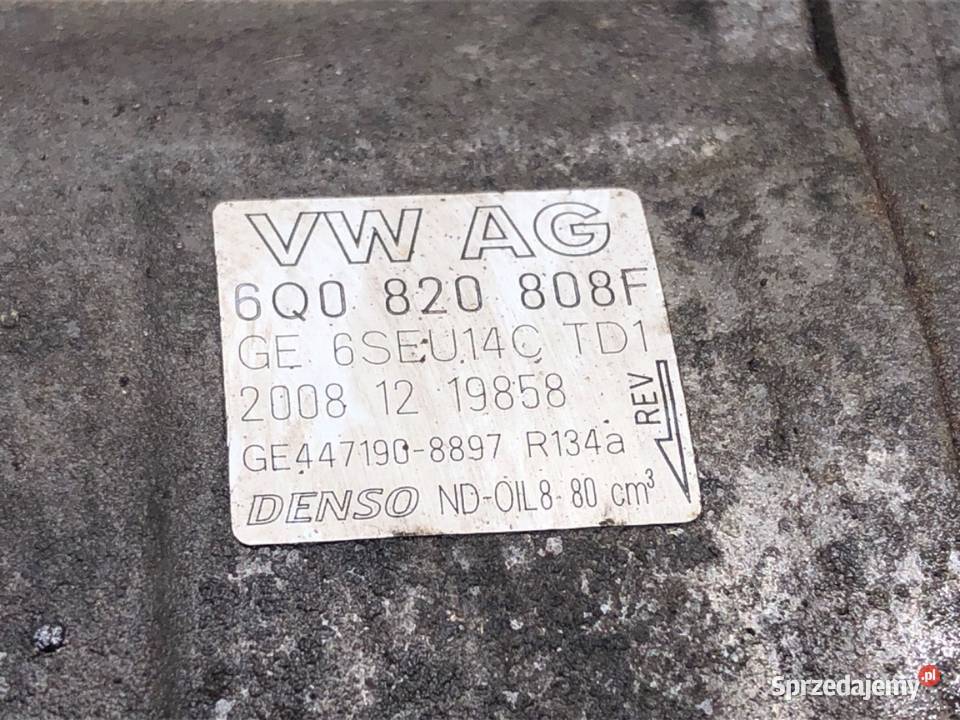 VW AG
6Q0 820 808F
GE 6SEU14C TD1
2008 12 19858
REV
GE447190-8897 R134a
DENSO ND-OIL8-80 cm³
Sprzedajemy.pl